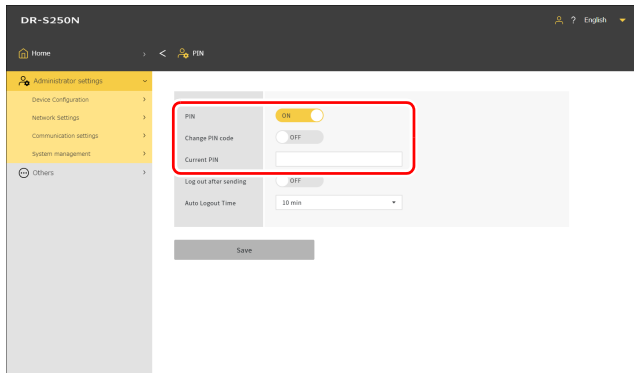 DR-S250N
? English
Home
< PIN
Administrator settings
Device Configuration
Network Settings
Communication settings
System management
Others
PIN ON
Change PIN code OFF
Current PIN
Log out after sending OFF
Auto Logout Time 10 min
Save